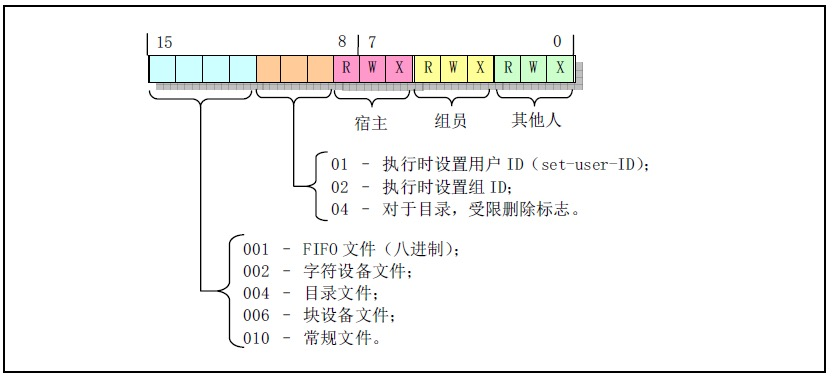 15 8 7 0
R W X R W X R W X
宿主 组员 其他人
01 – 执行时设置用户 ID（set-user-ID）；
02 – 执行时设置组 ID；
04 – 对于目录，受限删除标志。
001 – FIFO 文件（八进制）；
002 – 字符设备文件；
004 – 目录文件；
006 – 块设备文件；
010 – 常规文件。